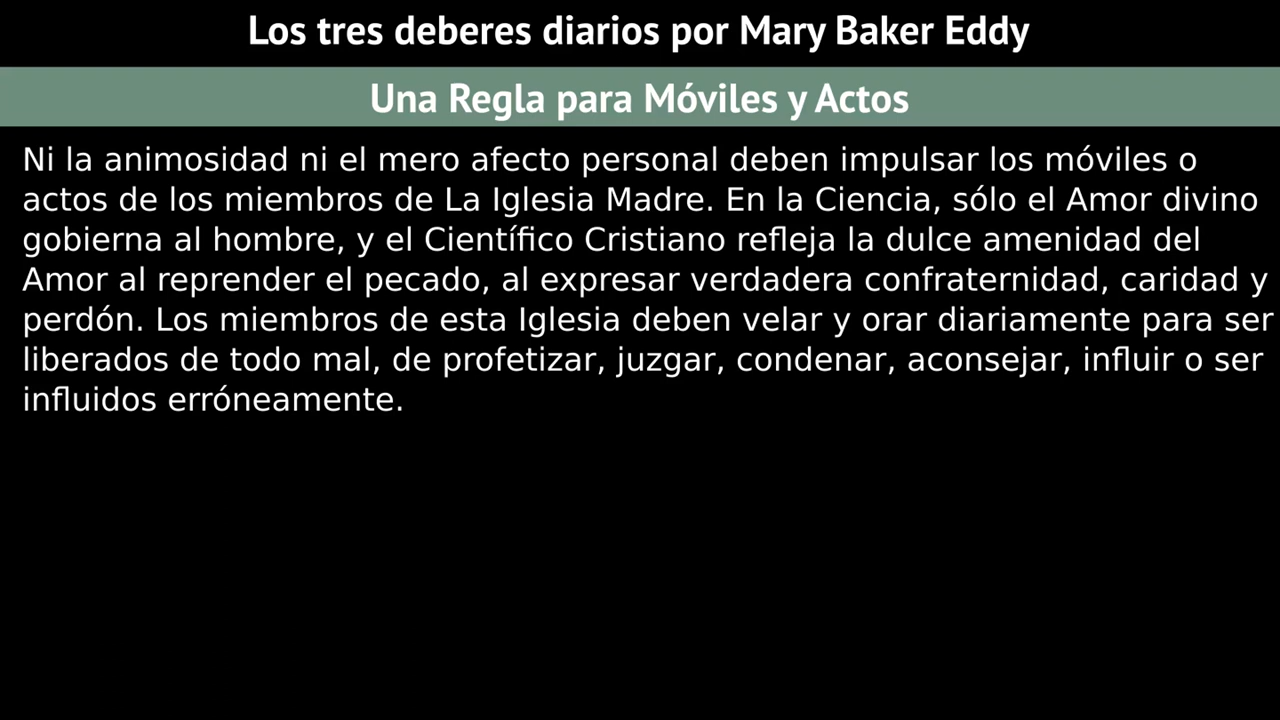 Los tres deberes diarios por Mary Baker Eddy
Una Regla para Móviles y Actos
Ni la animosidad ni el mero afecto personal deben impulsar los móviles o
actos de los miembros de La Iglesia Madre. En la Ciencia, sólo el Amor divino
gobierna al hombre, y el Científico Cristiano refleja la dulce amenidad del
Amor al reprender el pecado, al expresar verdadera confraternidad, caridad y
perdón. Los miembros de esta Iglesia deben velar y orar diariamente para ser
liberados de todo mal, de profetizar, juzgar, condenar, aconsejar, influir o ser
influidos erróneamente.